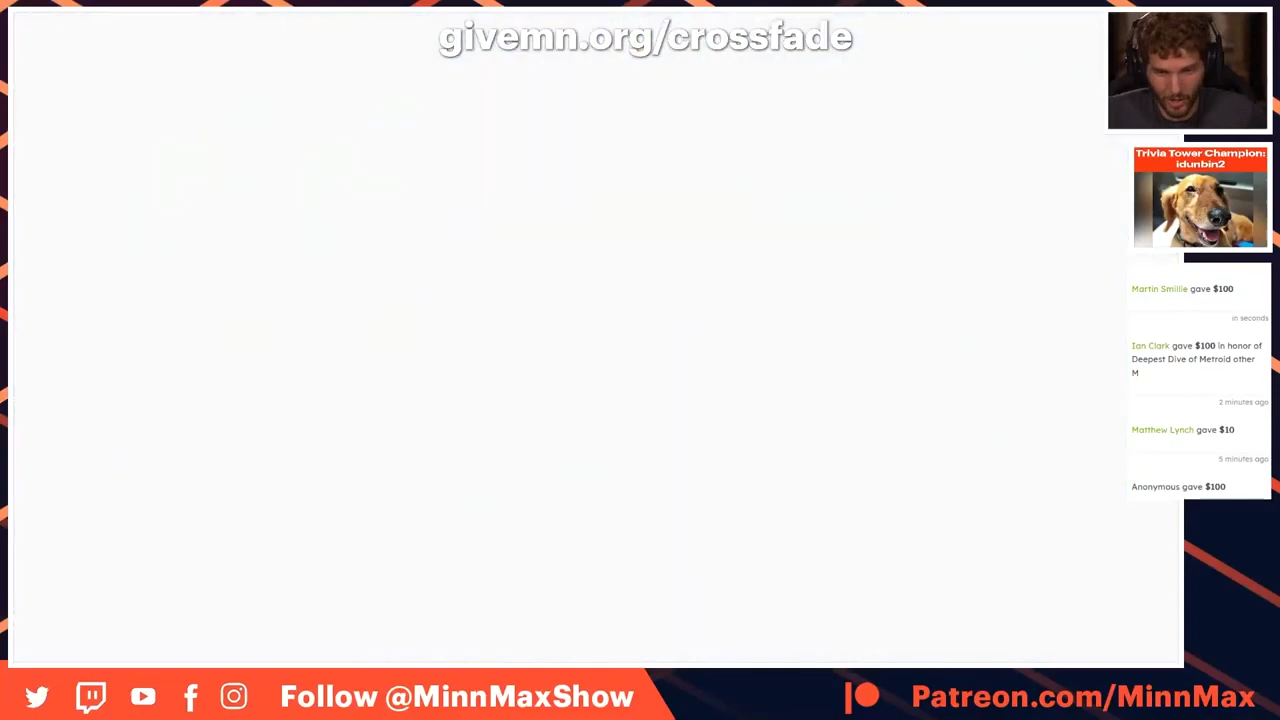 givemn.org/crossfade
Trivia Tower Champion:
idunbin2
Martin Smillie gave $100
in seconds
Ian Clark gave $100 in honor of
Deepest Dive of Metroid other
M
2 minutes ago
Matthew Lynch gave $10
5 minutes ago
Anonymous gave $100
Follow @MinnMaxShow
Patreon.com/MinnMax